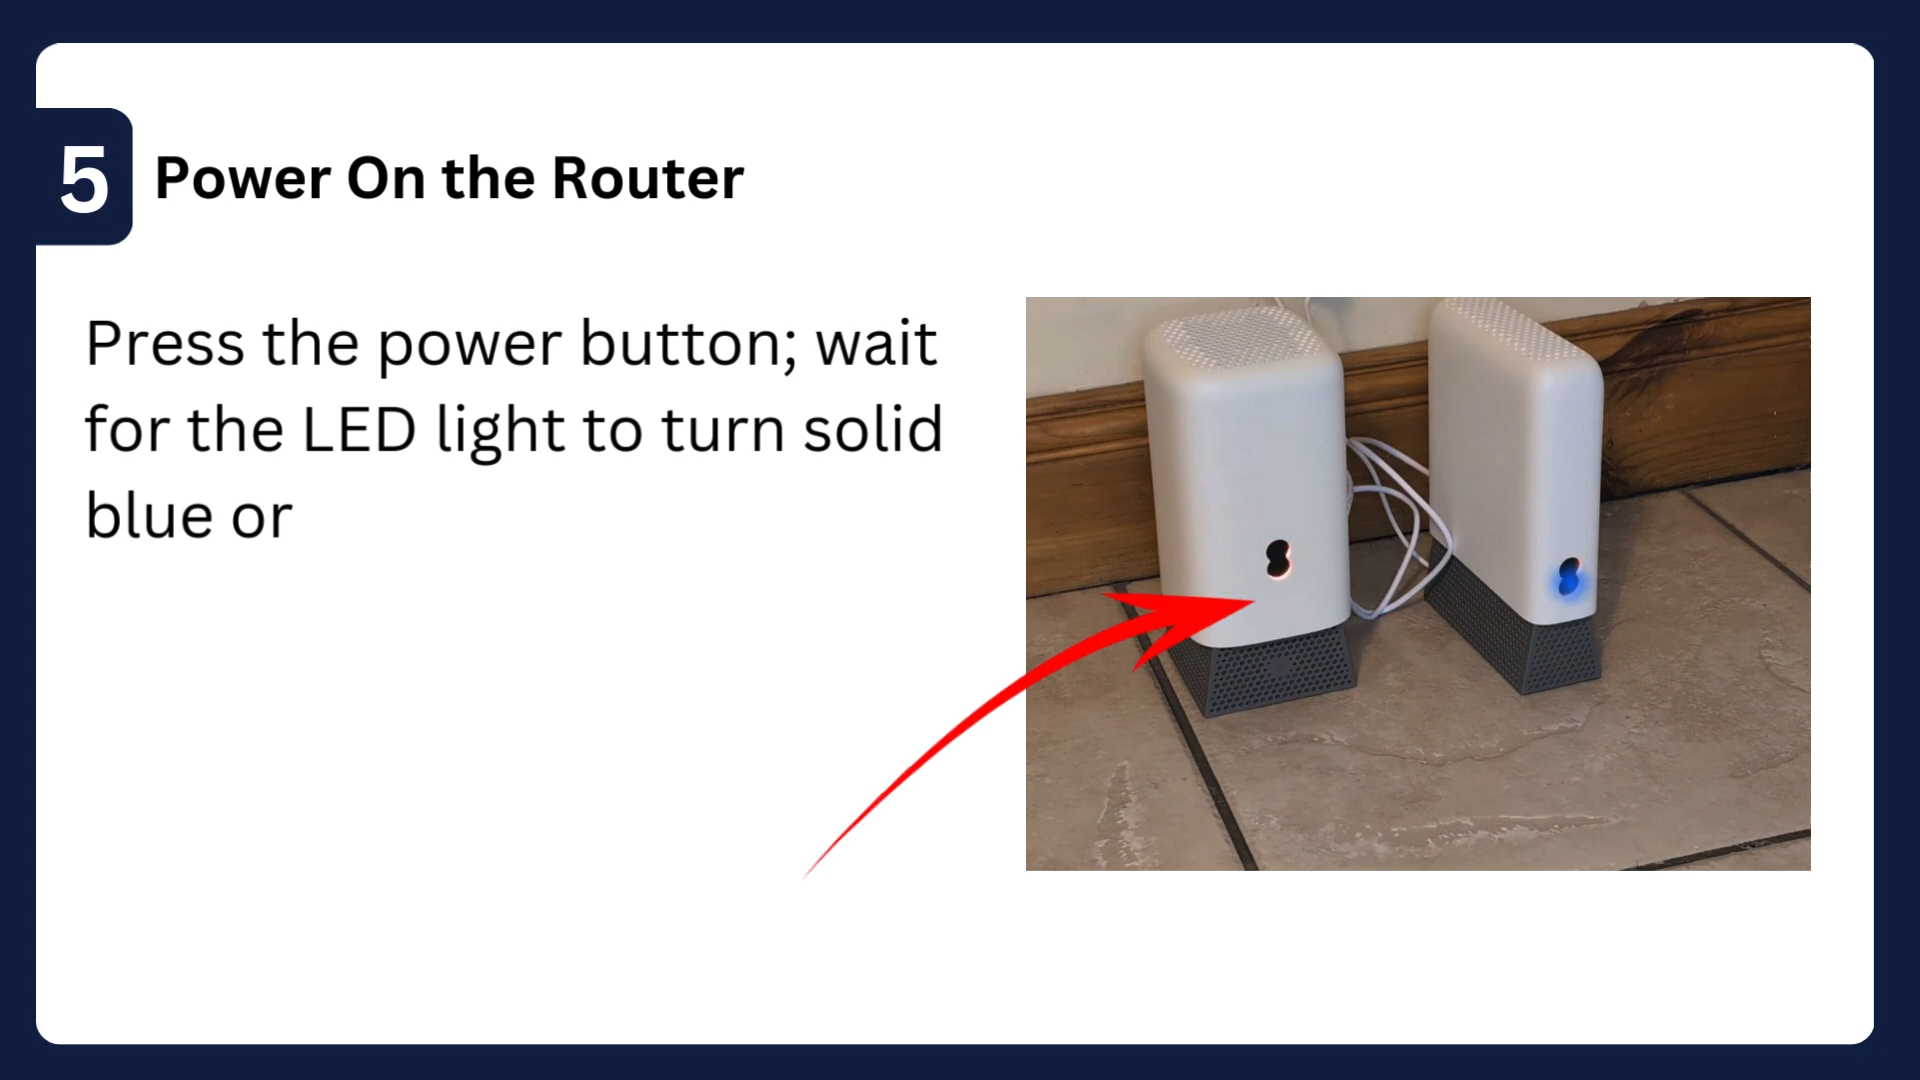 5
Power On the Router
Press the power button; wait
for the LED light to turn solid
blue or